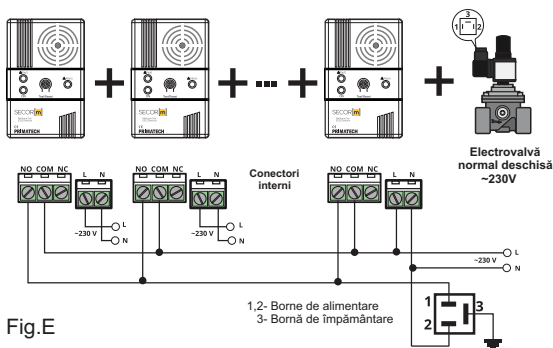 3
1 2
SECOR m
PRIMATECH
SECOR m
PRIMATECH
SECOR m
PRIMATECH
Electrovalvă
normal deschisă
~230V
NO COM NC L N
NO COM NC L N
Conectori
interni
NO COM NC L N
~230 V L
N
~230 V L
N
L
~230 V
N
1,2- Borne de alimentare
3- Bornă de împământare
1
2
3
Fig.E